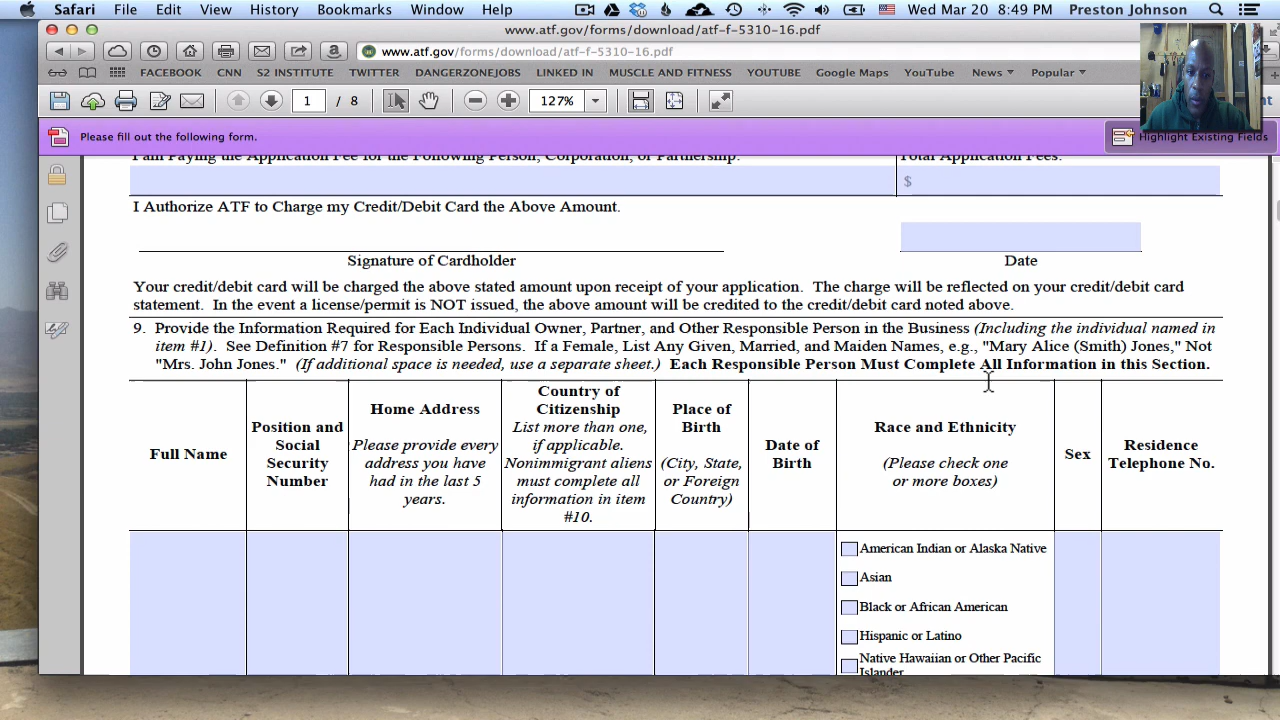 Safari File Edit View History Bookmarks Window Help Wed Mar 20 8:49 PM Preston Johnson
www.atf.gov/forms/download/atf-f-5310-16.pdf
www.atf.gov/forms/download/atf-f-5310-16.pdf
FACEBOOK CNN S2 INSTITUTE TWITTER DANGERZONEJOBS LINKED IN MUSCLE AND FITNESS YOUTUBE Google Maps YouTube News Popular
1 / 8 127%
Please fill out the following form. Highlight Existing Fields
I am Paying the Application Fee for the Following Person, Corporation, or Partnership: Total Application Fees:
$
I Authorize ATF to Charge my Credit/Debit Card the Above Amount.
Signature of Cardholder Date
Your credit/debit card will be charged the above stated amount upon receipt of your application. The charge will be reflected on your credit/debit card
statement. In the event a license/permit is NOT issued, the above amount will be credited to the credit/debit card noted above.
9. Provide the Information Required for Each Individual Owner, Partner, and Other Responsible Person in the Business (Including the individual named in
item #1). See Definition #7 for Responsible Persons. If a Female, List Any Given, Married, and Maiden Names, e.g., "Mary Alice (Smith) Jones," Not
"Mrs. John Jones." (If additional space is needed, use a separate sheet.) Each Responsible Person Must Complete All Information in this Section.
Full Name
Position and
Social
Security
Number
Home Address
Please provide every
address you have
had in the last 5
years.
Country of
Citizenship
List more than one,
if applicable.
Nonimmigrant aliens
must complete all
information in item
#10.
Place of
Birth
(City, State,
or Foreign
Country)
Date of
Birth
Race and Ethnicity
(Please check one
or more boxes)
Sex
Residence
Telephone No.
American Indian or Alaska Native
Asian
Black or African American
Hispanic or Latino
Native Hawaiian or Other Pacific
Islander